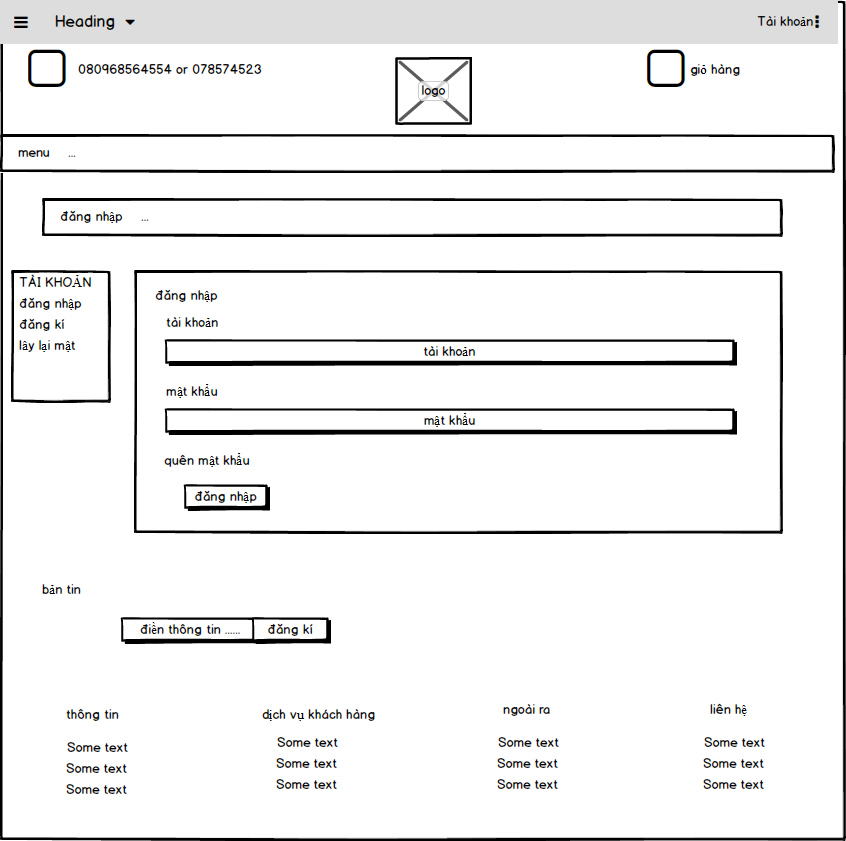 Heading
Tài khoản
080968564554 or 078574523
logo
giỏ hàng
menu ...
đăng nhập ...
TÀI KHOẢN
đăng nhập
đăng kí
lấy lại mật
đăng nhập
tài khoản
tài khoản
mật khẩu
mật khẩu
quên mật khẩu
đăng nhập
bản tin
điền thông tin ......
đăng kí
thông tin
Some text
Some text
Some text
dịch vụ khách hàng
Some text
Some text
Some text
ngoài ra
Some text
Some text
Some text
liên hệ
Some text
Some text
Some text